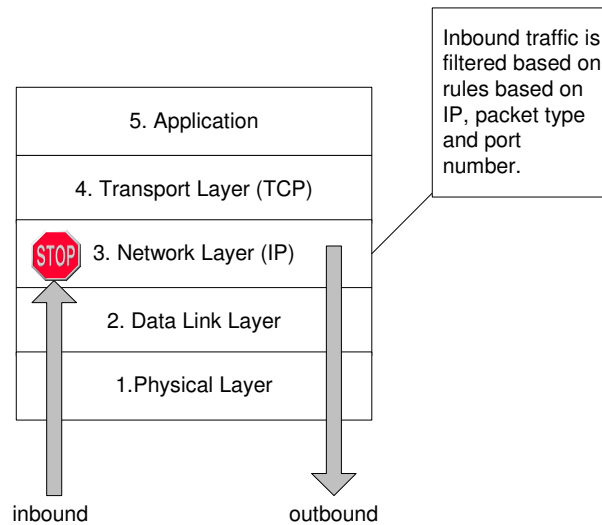 Inbound traffic is
filtered based on
rules based on
IP, packet type
and port
number.
5. Application
4. Transport Layer (TCP)
STOP
3. Network Layer (IP)
2. Data Link Layer
1.Physical Layer
inbound
outbound